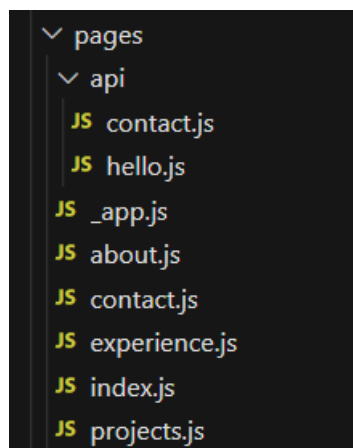 pages
api
JS contact.js
JS hello.js
JS _app.js
JS about.js
JS contact.js
JS experience.js
JS index.js
JS projects.js